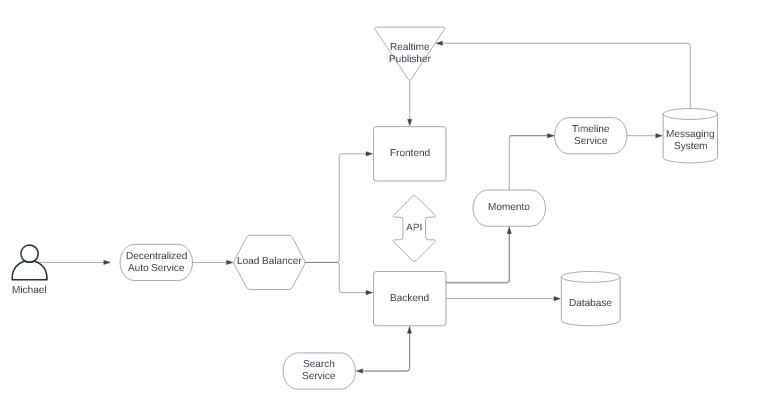 Realtime
Publisher
Frontend
Timeline
Service
Messaging
System
Momento
API
Decentralized
Auto Service
Load Balancer
Michael
Backend
Database
Search
Service